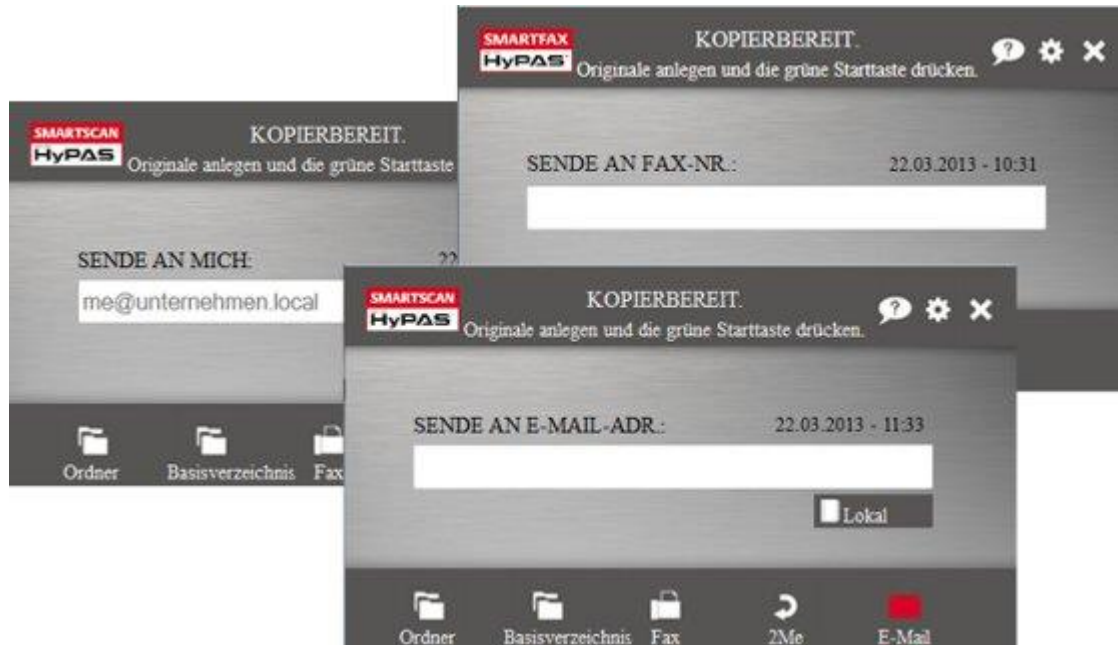 SMARTFAX
HyPAS
KOPIERBEREIT.
Originale anlegen und die grüne Starttaste drücken.
SENDE AN FAX-NR.:
22.03.2013 - 10:31
SMARTSCAN
HyPAS
KOPIERBEREIT.
Originale anlegen und die grüne Starttaste
SENDE AN MICH:
22
me@unternehmen.local
Ordner
Basisverzeichnis
Fax
SMARTSCAN
HyPAS
KOPIERBEREIT.
Originale anlegen und die grüne Starttaste drücken.
SENDE AN E-MAIL-ADR.:
22.03.2013 - 11:33
Lokal
Ordner
Basisverzeichnis
Fax
2Me
E-Mail